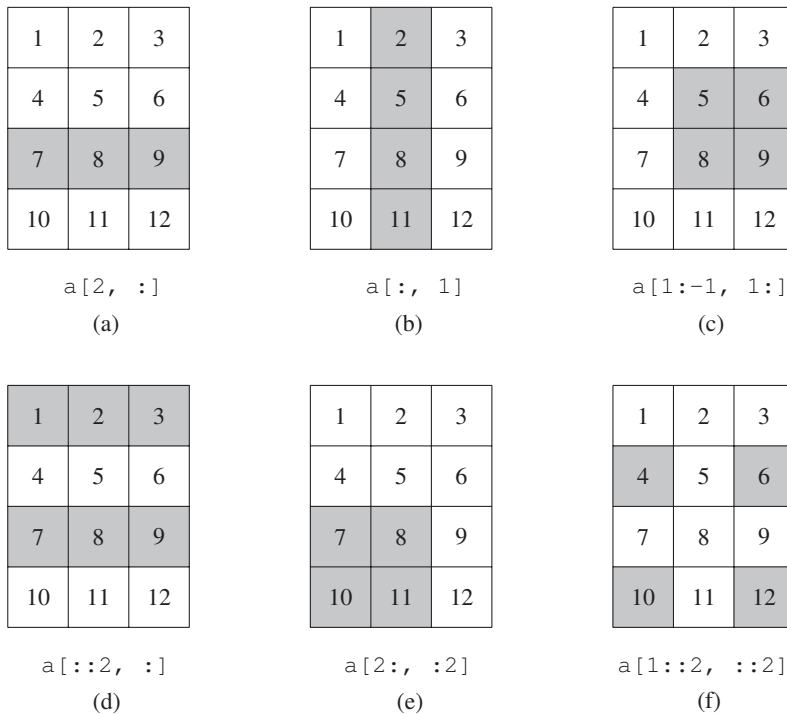 1 2 3 1 2 3 1 2 3
4 5 6 4 5 6 4 5 6
7 8 9 7 8 9 7 8 9
10 11 12 10 11 12 10 11 12
a[2, :] a[:, 1] a[1:-1, 1:]
(a) (b) (c)
1 2 3 1 2 3 1 2 3
4 5 6 4 5 6 4 5 6
7 8 9 7 8 9 7 8 9
10 11 12 10 11 12 10 11 12
a[::2, :] a[2:, :2] a[1::2, ::2]
(d) (e) (f)